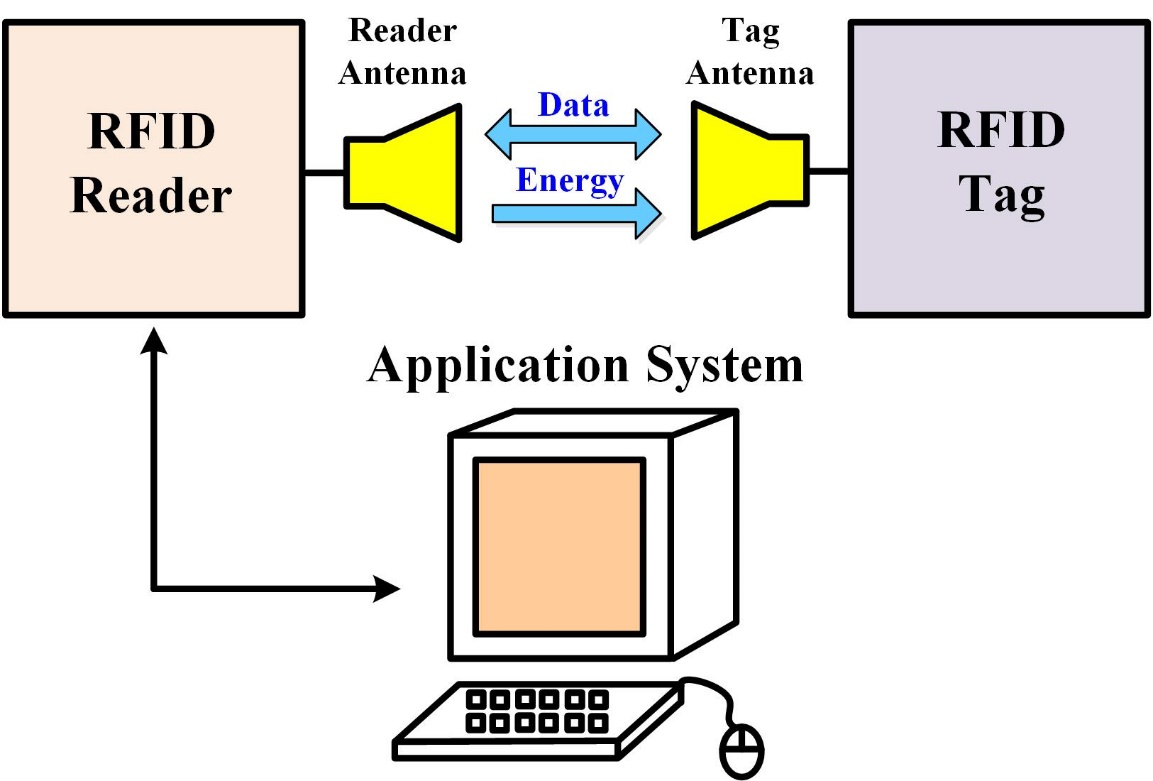 RFID
Reader
Reader
Antenna
Data
Energy
Tag
Antenna
RFID
Tag
Application System